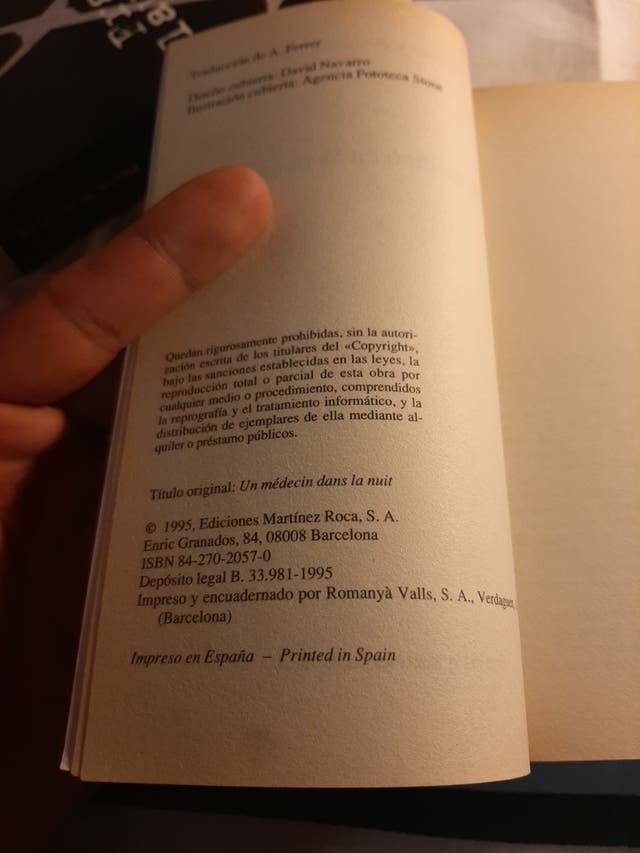 Traducción de A. Ferrer
Diseño cubierta: David Navarro
Ilustración cubierta: Agencia Fototeca Stone
Quedan rigurosamente prohibidas, sin la autori-
zación escrita de los titulares del «Copyright»,
bajo las sanciones establecidas en las leyes, la
reproducción total o parcial de esta obra por
cualquier medio o procedimiento, comprendidos
la reprografía y el tratamiento informático, y la
distribución de ejemplares de ella mediante al-
quiler o préstamo públicos.
Título original: Un médecin dans la nuit
© 1995, Ediciones Martínez Roca, S. A.
Enric Granados, 84, 08008 Barcelona
ISBN 84-270-2057-0
Depósito legal B. 33.981-1995
Impreso y encuadernado por Romanyà Valls, S. A., Verdaguer,
(Barcelona)
Impreso en España – Printed in Spain